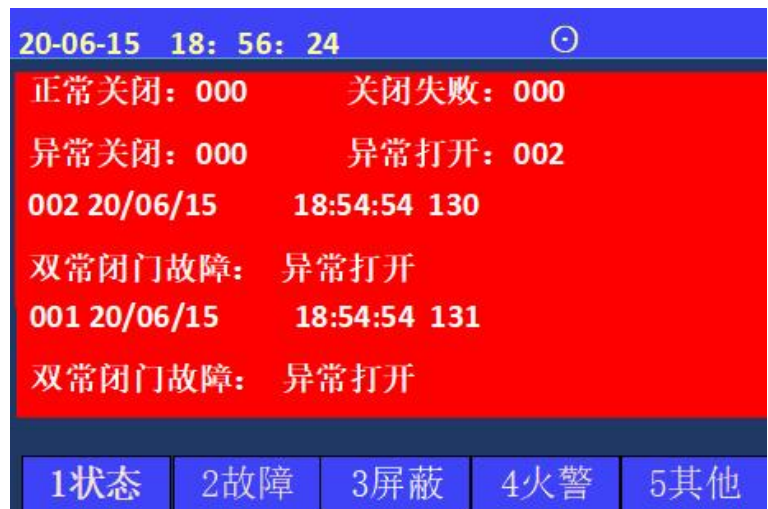 20-06-15 18：56：24
正常关闭：000 关闭失败：000
异常关闭：000 异常打开：002
002 20/06/15 18:54:54 130
双常闭门故障： 异常打开
001 20/06/15 18:54:54 131
双常闭门故障： 异常打开
1状态 2故障 3屏蔽 4火警 5其他